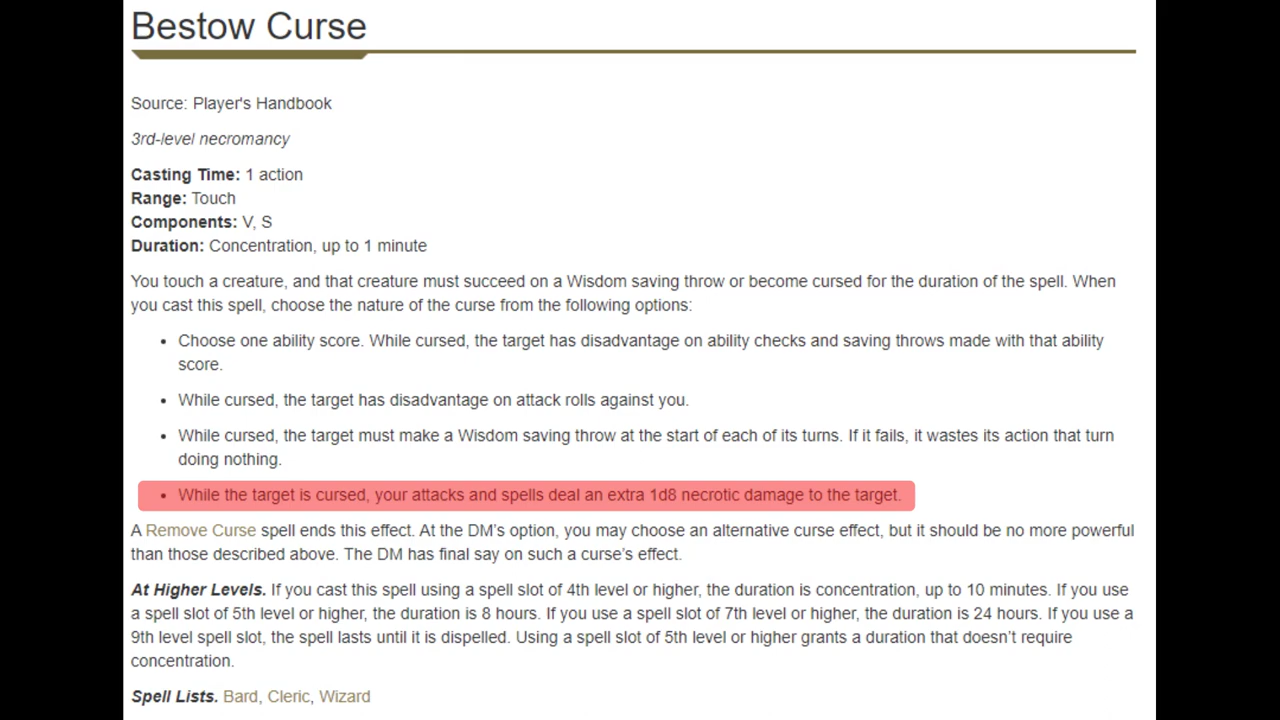 Bestow Curse
Source: Player's Handbook
3rd-level necromancy
Casting Time: 1 action
Range: Touch
Components: V, S
Duration: Concentration, up to 1 minute
You touch a creature, and that creature must succeed on a Wisdom saving throw or become cursed for the duration of the spell. When
you cast this spell, choose the nature of the curse from the following options:
• Choose one ability score. While cursed, the target has disadvantage on ability checks and saving throws made with that ability
score.
• While cursed, the target has disadvantage on attack rolls against you.
• While cursed, the target must make a Wisdom saving throw at the start of each of its turns. If it fails, it wastes its action that turn
doing nothing.
• While the target is cursed, your attacks and spells deal an extra 1d8 necrotic damage to the target.
A Remove Curse spell ends this effect. At the DM’s option, you may choose an alternative curse effect, but it should be no more powerful
than those described above. The DM has final say on such a curse’s effect.
At Higher Levels. If you cast this spell using a spell slot of 4th level or higher, the duration is concentration, up to 10 minutes. If you use
a spell slot of 5th level or higher, the duration is 8 hours. If you use a spell slot of 7th level or higher, the duration is 24 hours. If you use a
9th level spell slot, the spell lasts until it is dispelled. Using a spell slot of 5th level or higher grants a duration that doesn’t require
concentration.
Spell Lists. Bard, Cleric, Wizard